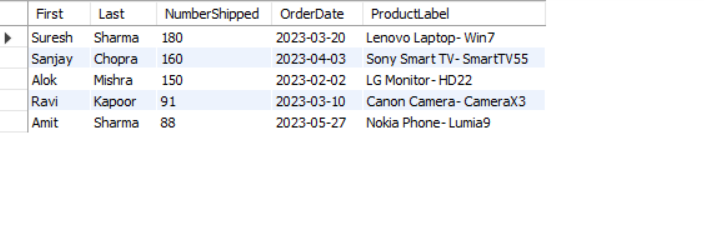 First Last NumberShipped OrderDate ProductLabel
Suresh Sharma 180 2023-03-20 Lenovo Laptop- Win7
Sanjay Chopra 160 2023-04-03 Sony Smart TV- SmartTV55
Alok Mishra 150 2023-02-02 LG Monitor- HD22
Ravi Kapoor 91 2023-03-10 Canon Camera- CameraX3
Amit Sharma 88 2023-05-27 Nokia Phone- Lumia9